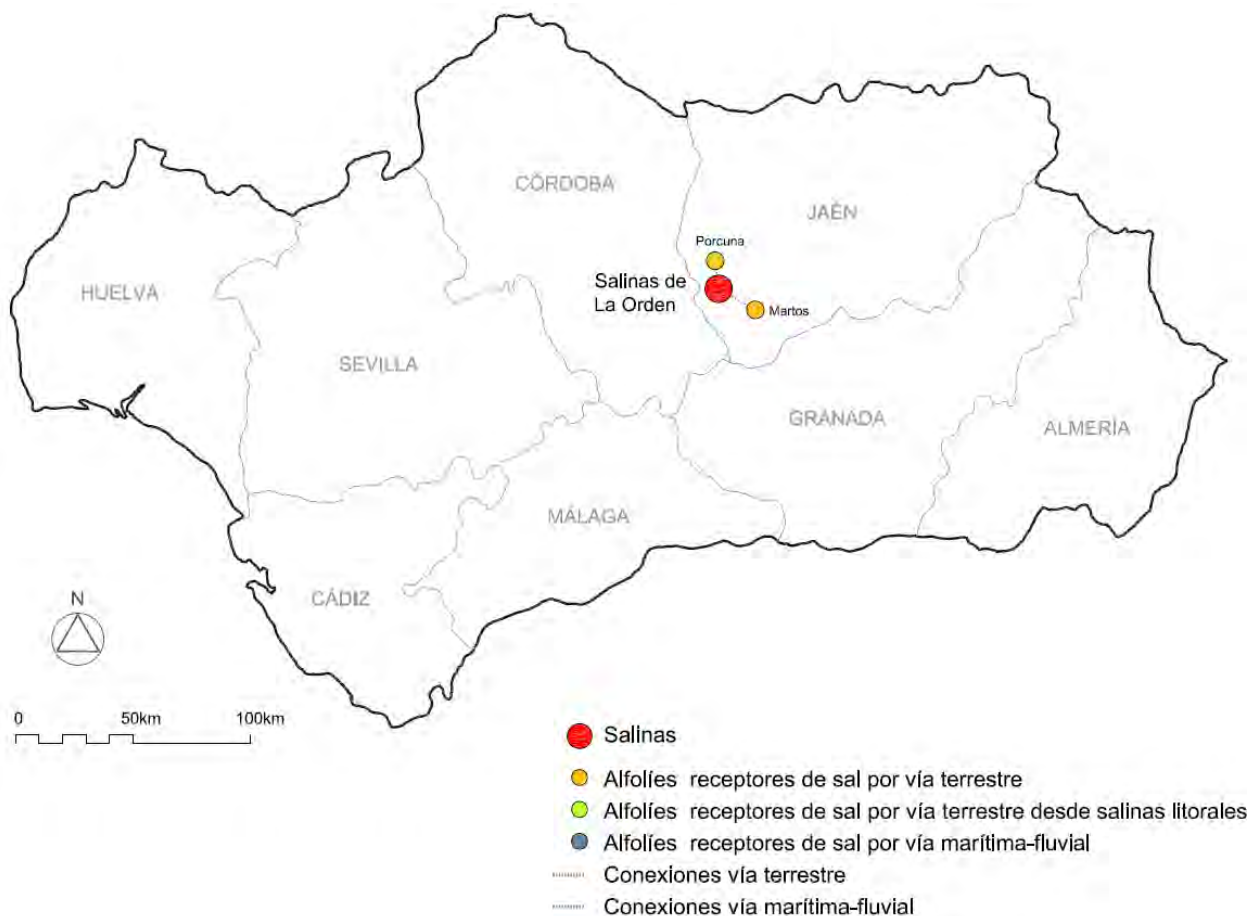 CÓRDOBA
JAÉN
Porcuna
HUELVA
Salinas de
La Orden
Martos
SEVILLA
GRANADA
ALMERÍA
MÁLAGA
CÁDIZ
N
0 50km 100km
Salinas
Alfolíes receptores de sal por vía terrestre
Alfolíes receptores de sal por vía terrestre desde salinas litorales
Alfolíes receptores de sal por vía marítima-fluvial
Conexiones vía terrestre
Conexiones vía marítima-fluvial